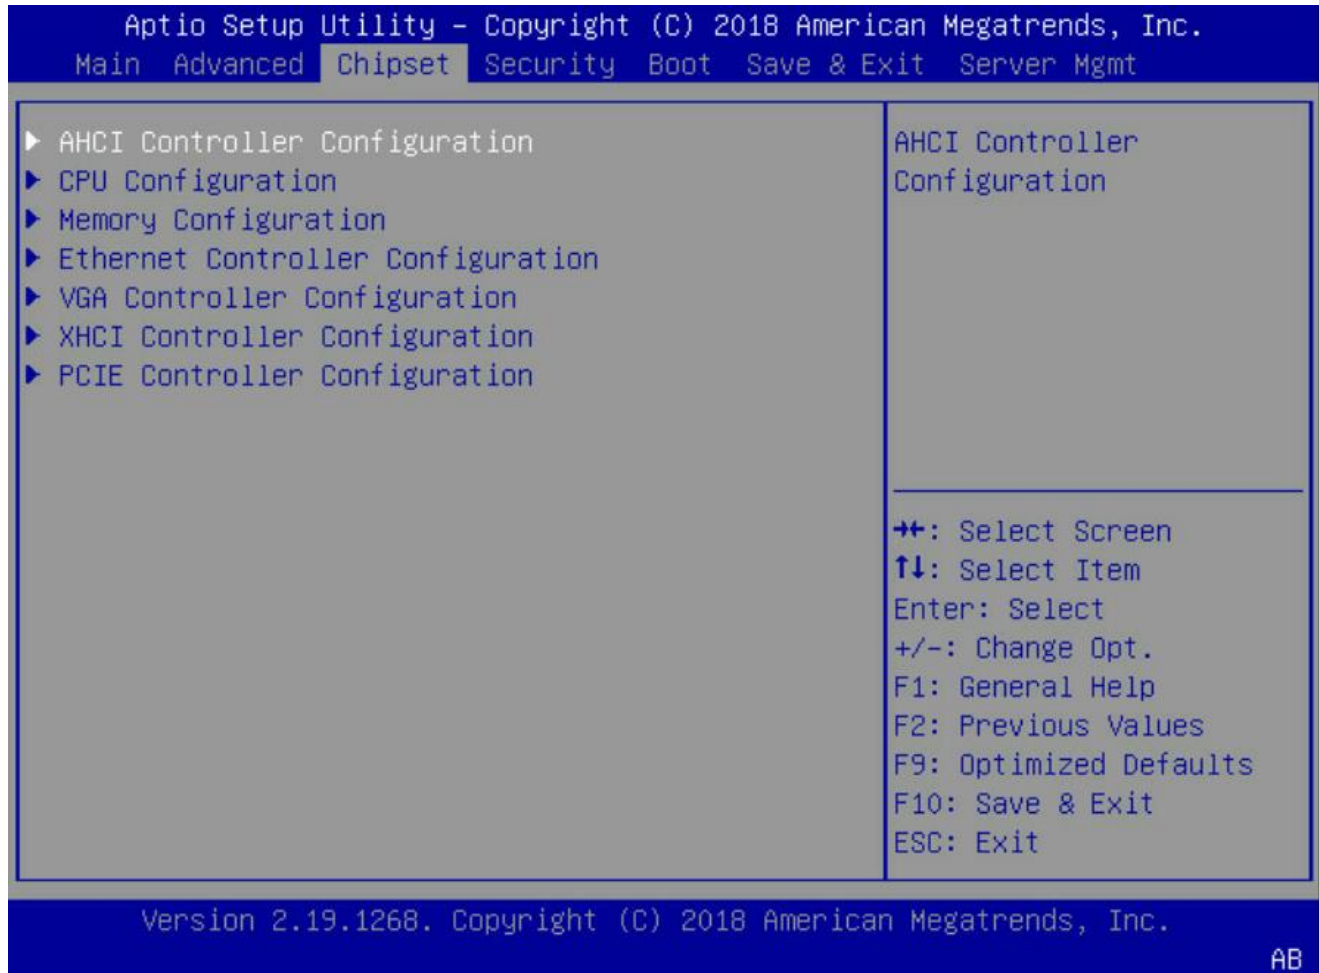 Aptio Setup Utility – Copyright (C) 2018 American Megatrends, Inc.
Main Advanced Chipset Security Boot Save & Exit Server Mgmt
▶ AHCI Controller Configuration
▶ CPU Configuration
▶ Memory Configuration
▶ Ethernet Controller Configuration
▶ VGA Controller Configuration
▶ XHCI Controller Configuration
▶ PCIE Controller Configuration
AHCI Controller
Configuration
→←: Select Screen
↑↓: Select Item
Enter: Select
+/-: Change Opt.
F1: General Help
F2: Previous Values
F9: Optimized Defaults
F10: Save & Exit
ESC: Exit
Version 2.19.1268. Copyright (C) 2018 American Megatrends, Inc.
AB